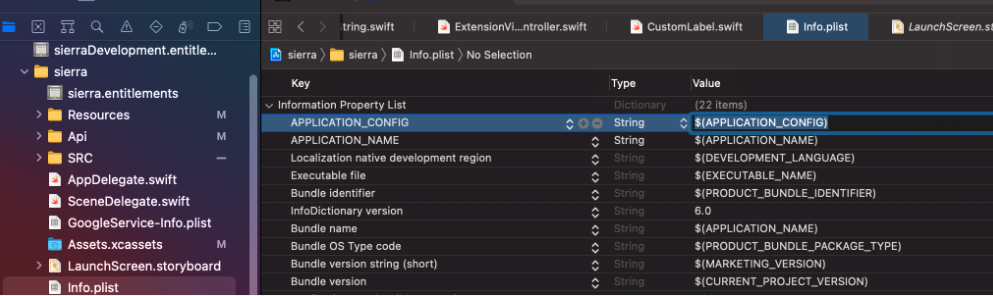 tring.swift
ExtensionVi...ntroller.swift
CustomLabel.swift
Info.plist
LaunchScreen.st
sierraDevelopment.entitle...
sierra
sierra.entitlements
Resources M
Api M
SRC
AppDelegate.swift
SceneDelegate.swift
GoogleService-Info.plist
Assets.xcassets M
LaunchScreen.storyboard
Info.plist
sierra 〉 sierra 〉 Info.plist 〉 No Selection
Key Type Value
Information Property List Dictionary (22 items)
APPLICATION_CONFIG String $(APPLICATION_CONFIG)
APPLICATION_NAME String $(APPLICATION_NAME)
Localization native development region String $(DEVELOPMENT_LANGUAGE)
Executable file String $(EXECUTABLE_NAME)
Bundle identifier String $(PRODUCT_BUNDLE_IDENTIFIER)
InfoDictionary version String 6.0
Bundle name String $(APPLICATION_NAME)
Bundle OS Type code String $(PRODUCT_BUNDLE_PACKAGE_TYPE)
Bundle version string (short) String $(MARKETING_VERSION)
Bundle version String $(CURRENT_PROJECT_VERSION)